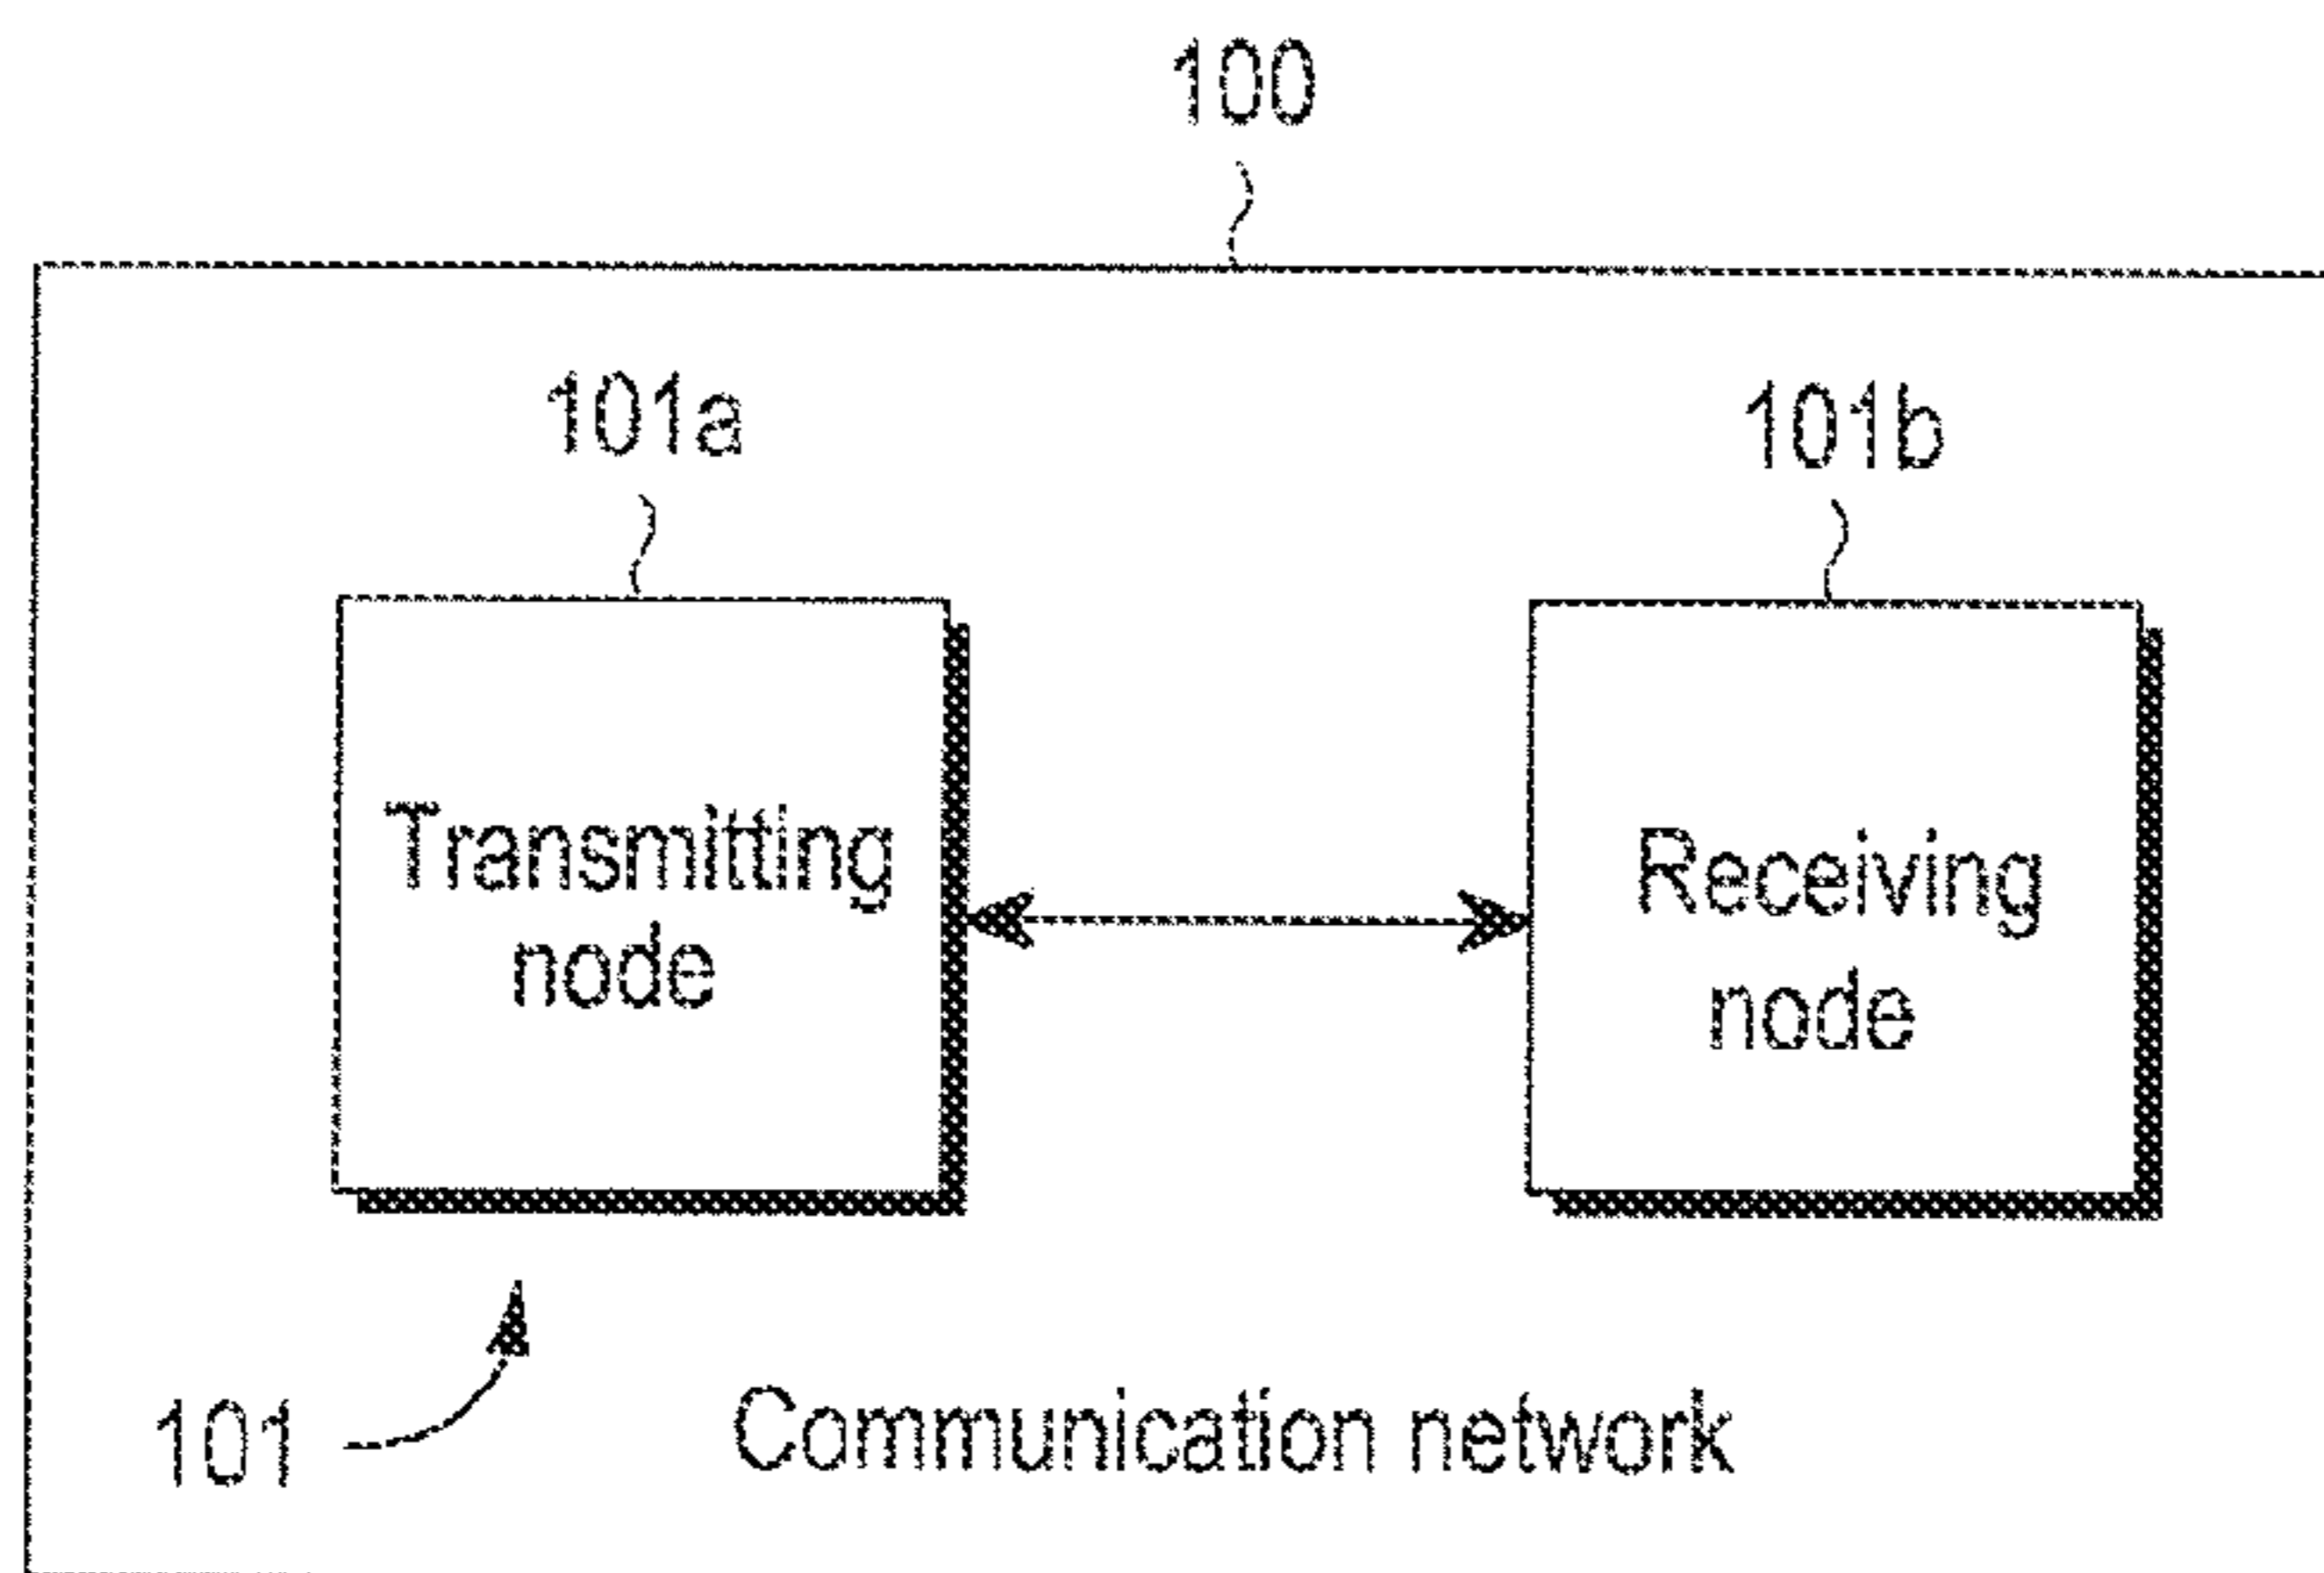 100
101a
101b
Transmitting
node
Receiving
node
101
Communication network